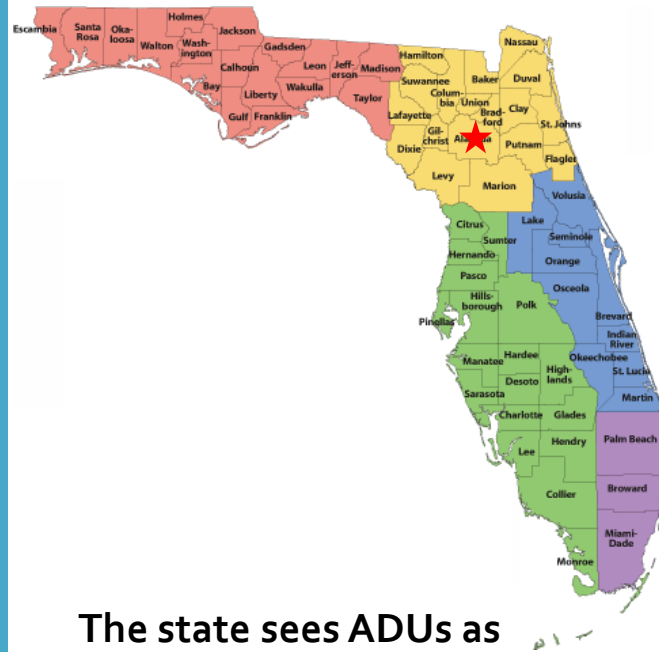 Escambia
Santa
Rosa
Oka-
loosa
Walton
Holmes
Wash-
ington
Jackson
Bay
Calhoun
Gulf
Liberty
Franklin
Gadsden
Leon
Wakulla
Jeff-
erson
Madison
Taylor
Hamilton
Suwannee
Lafayette
Dixie
Colum-
bia
Gil-
christ
Levy
Baker
Union
Brad-
ford
Nassau
Duval
Clay
St. Johns
Putnam
Flagler
Marion
Citrus
Sumter
Hernando
Pasco
Hills-
borough
Pinellas
Polk
Manatee
Hardee
High-
lands
Desoto
Sarasota
Charlotte
Glades
Lee
Hendry
Collier
Monroe
Volusia
Lake
Seminole
Orange
Osceola
Brevard
Indian
River
Okeechobee
St. Lucie
Martin
Palm Beach
Broward
Miami-
Dade
The state sees ADUs as